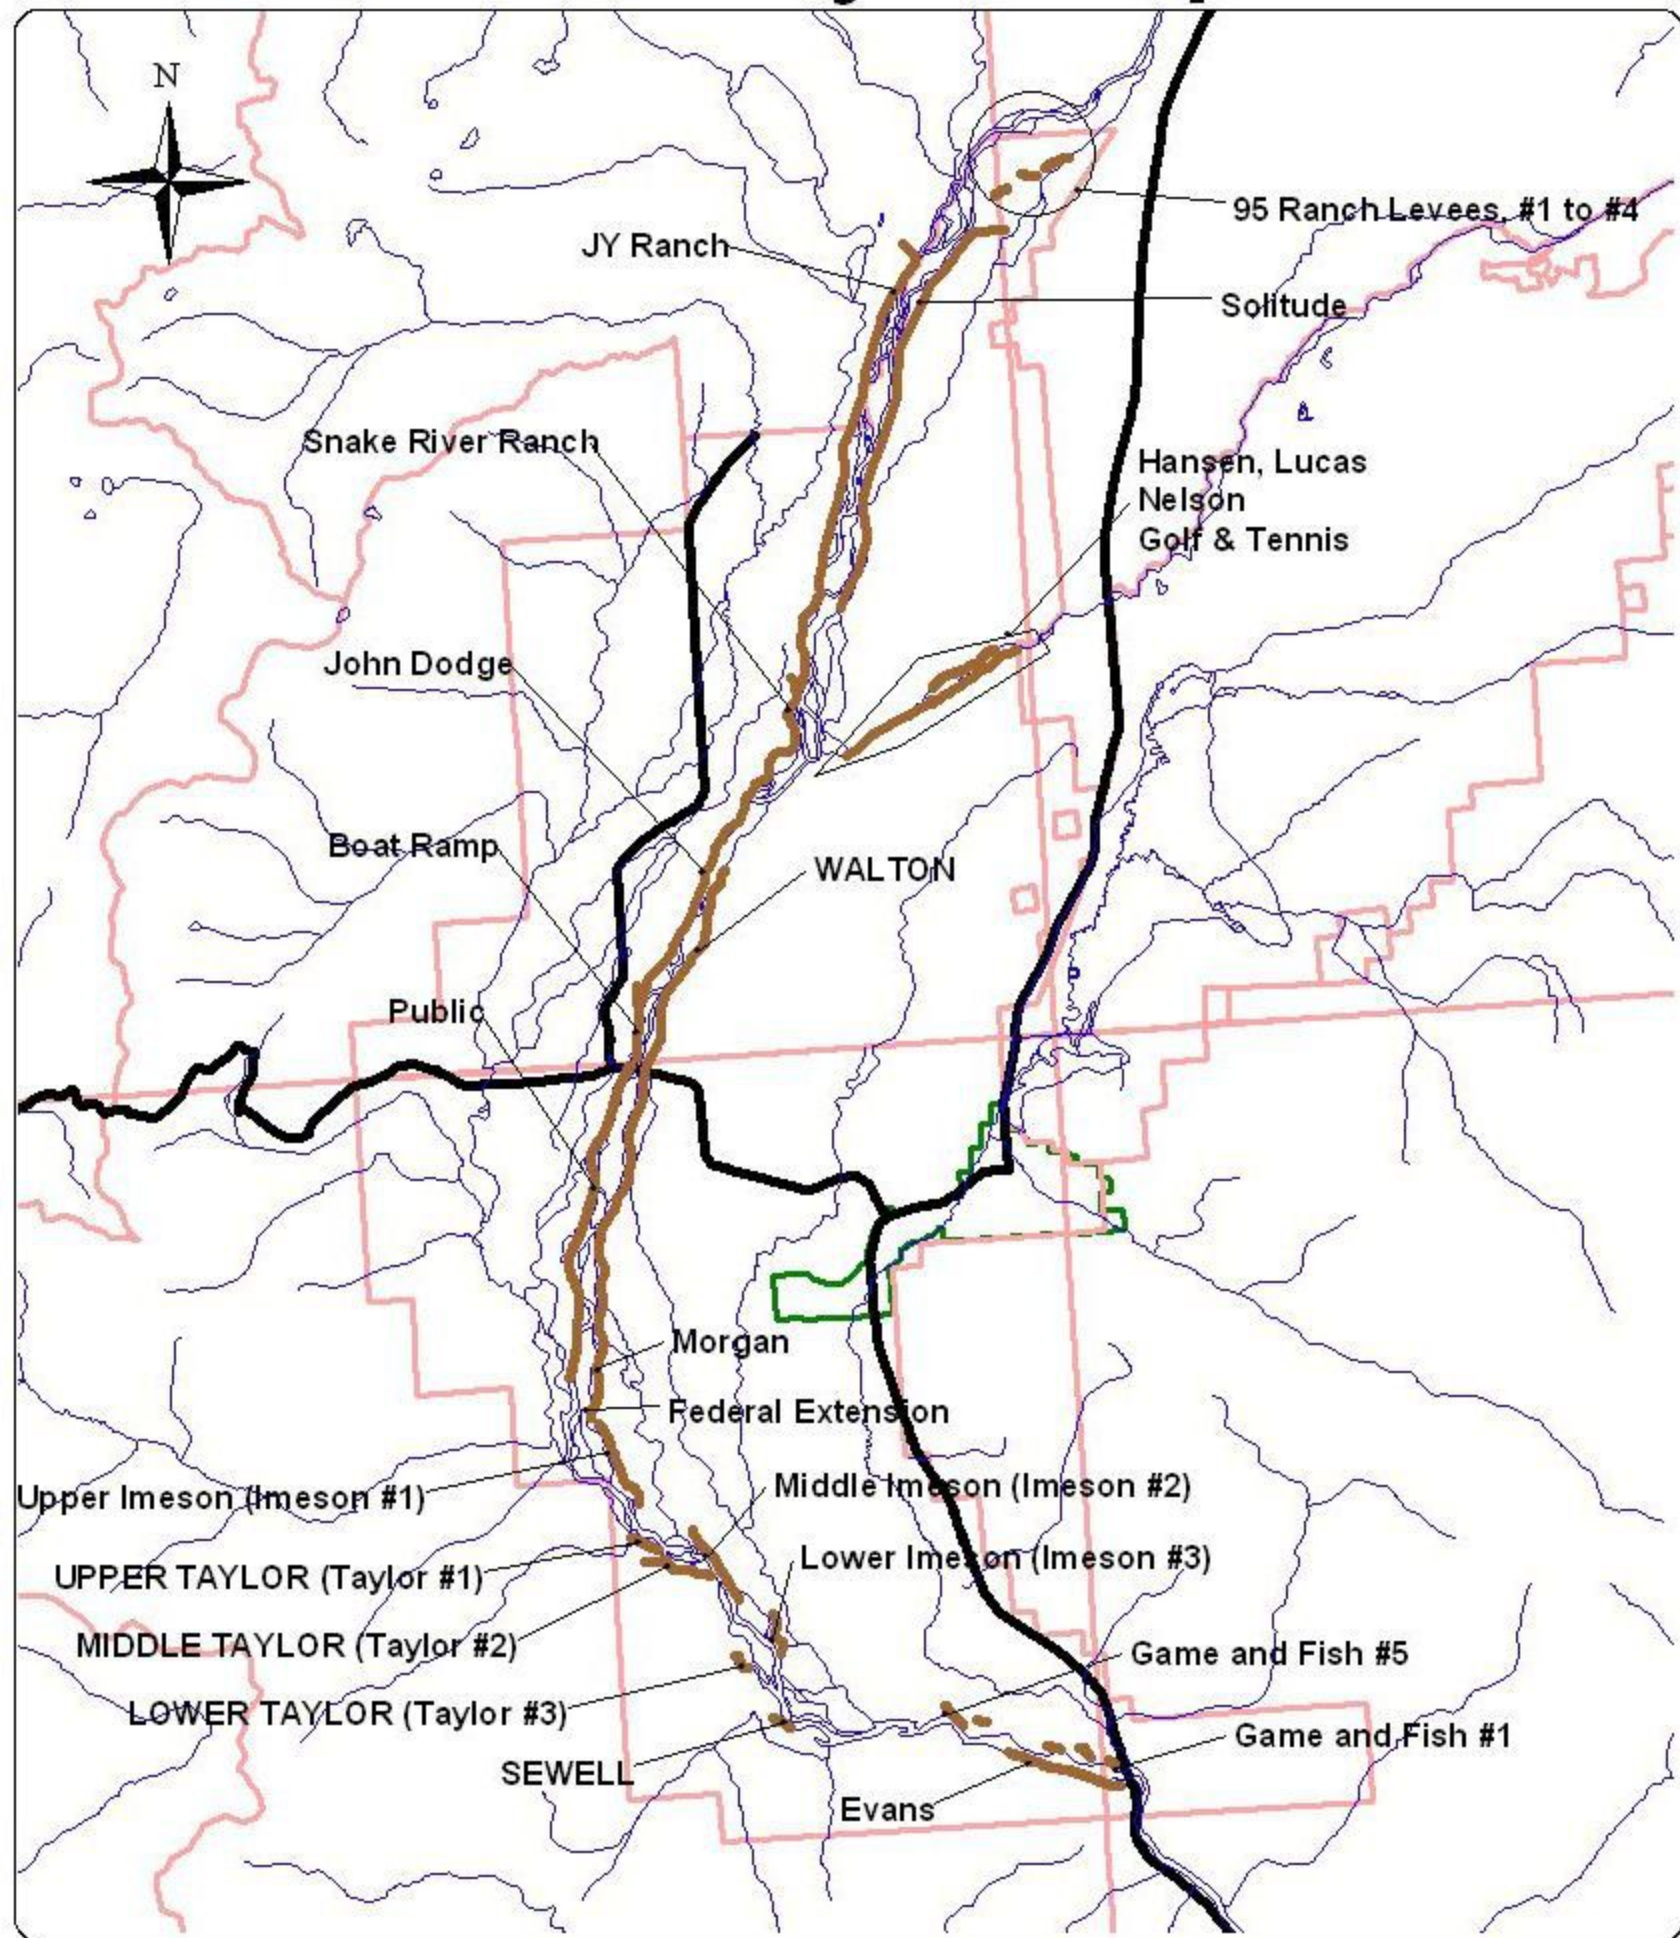 N
95 Ranch Levees, #1 to #4
JY Ranch
Solitude
Snake River Ranch
Hansen, Lucas
Nelson
Golf & Tennis
John Dodge
Boat Ramp
WALTON
Public
Morgan
Federal Extension
Upper Imeson (Imeson #1)
Middle Imeson (Imeson #2)
UPPER TAYLOR (Taylor #1)
Lower Imeson (Imeson #3)
MIDDLE TAYLOR (Taylor #2)
Game and Fish #5
LOWER TAYLOR (Taylor #3)
Game and Fish #1
SEWELL
Evans